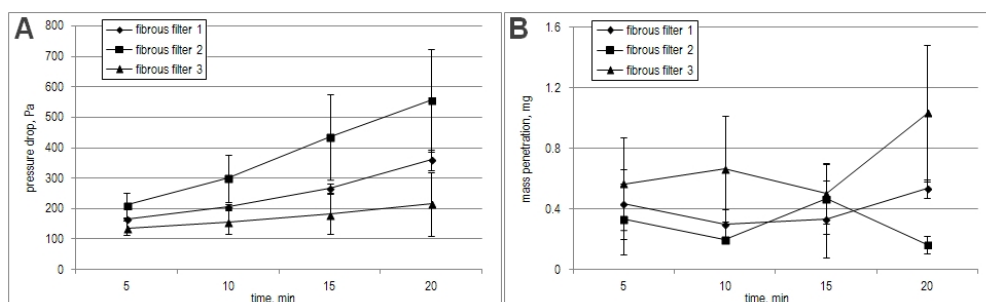 A
fibrous filter 1
fibrous filter 2
fibrous filter 3
pressure drop, Pa
800
700
600
500
400
300
200
100
0
5 10 15 20
time, min
B
fibrous filter 1
fibrous filter 2
fibrous filter 3
mass penetration, mg
1.6
1.2
0.8
0.4
0
5 10 15 20
time, min